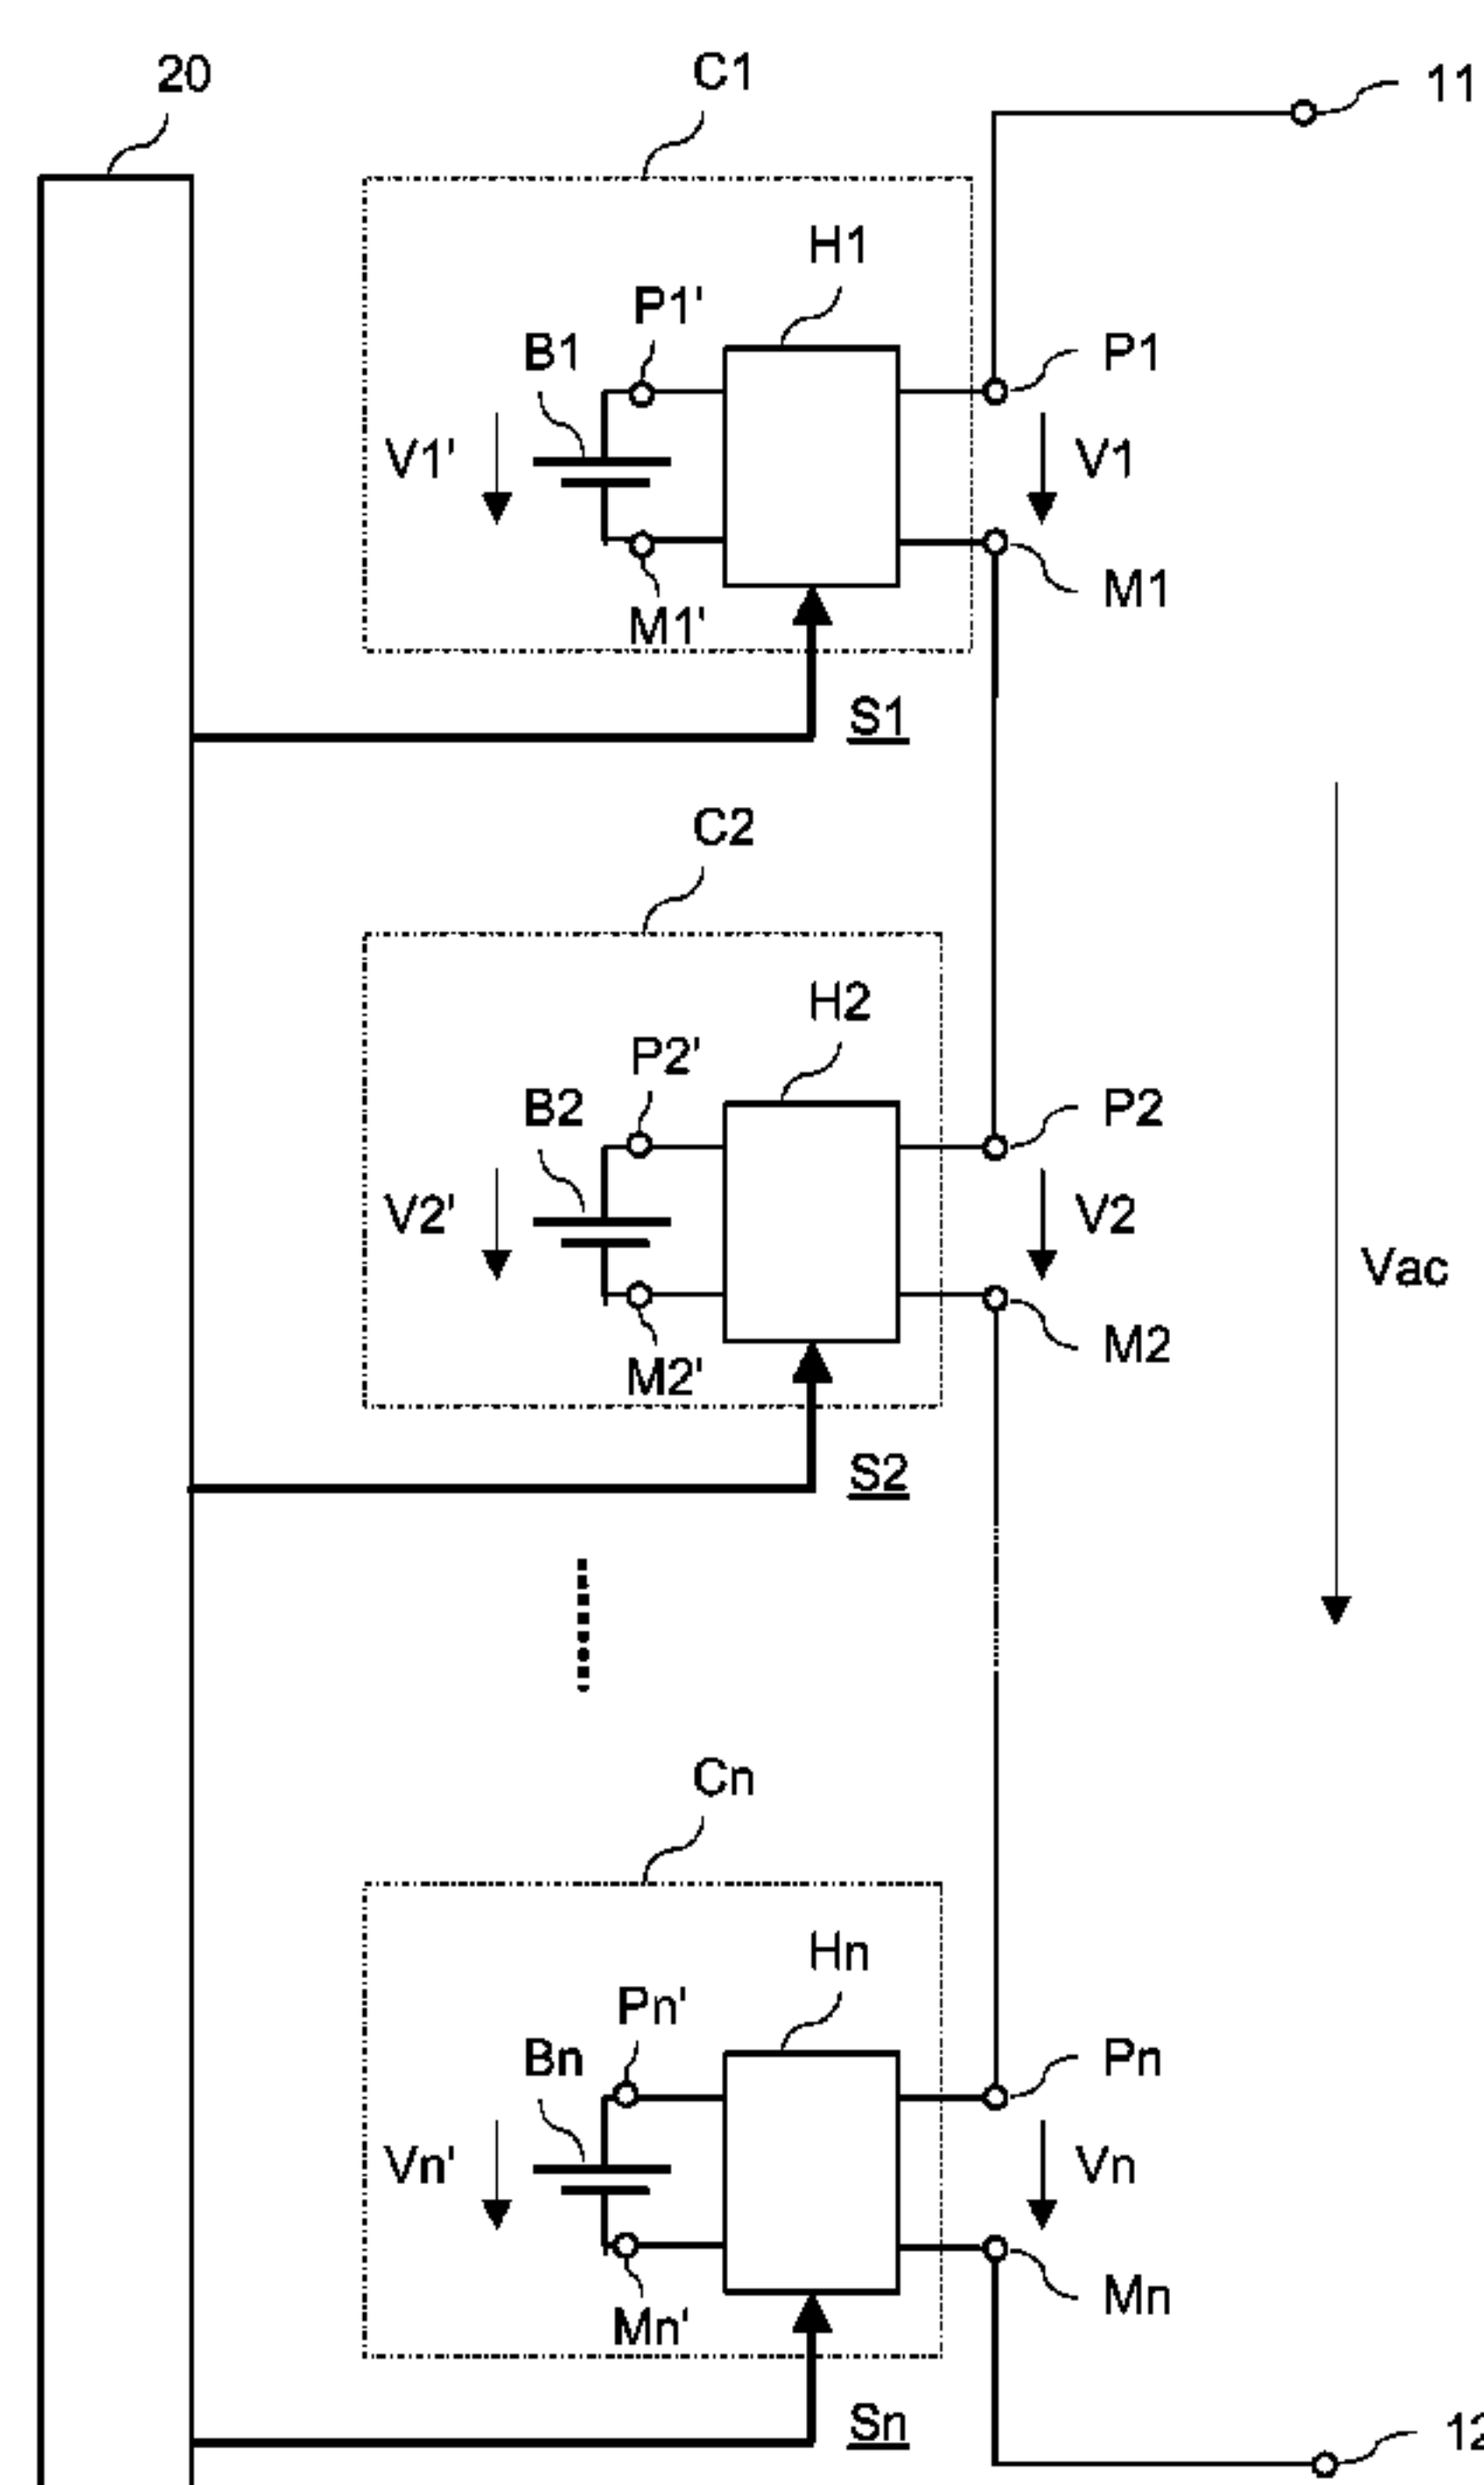 20
C1
11
H1
P1'
B1
P1
V1'
V1
M1
M1'
S1
C2
H2
P2'
B2
P2
V2'
V2
Vac
M2
M2'
S2
Cn
Hn
Pn'
Bn
Pn
Vn'
Vn
Mn
Mn'
Sn
12